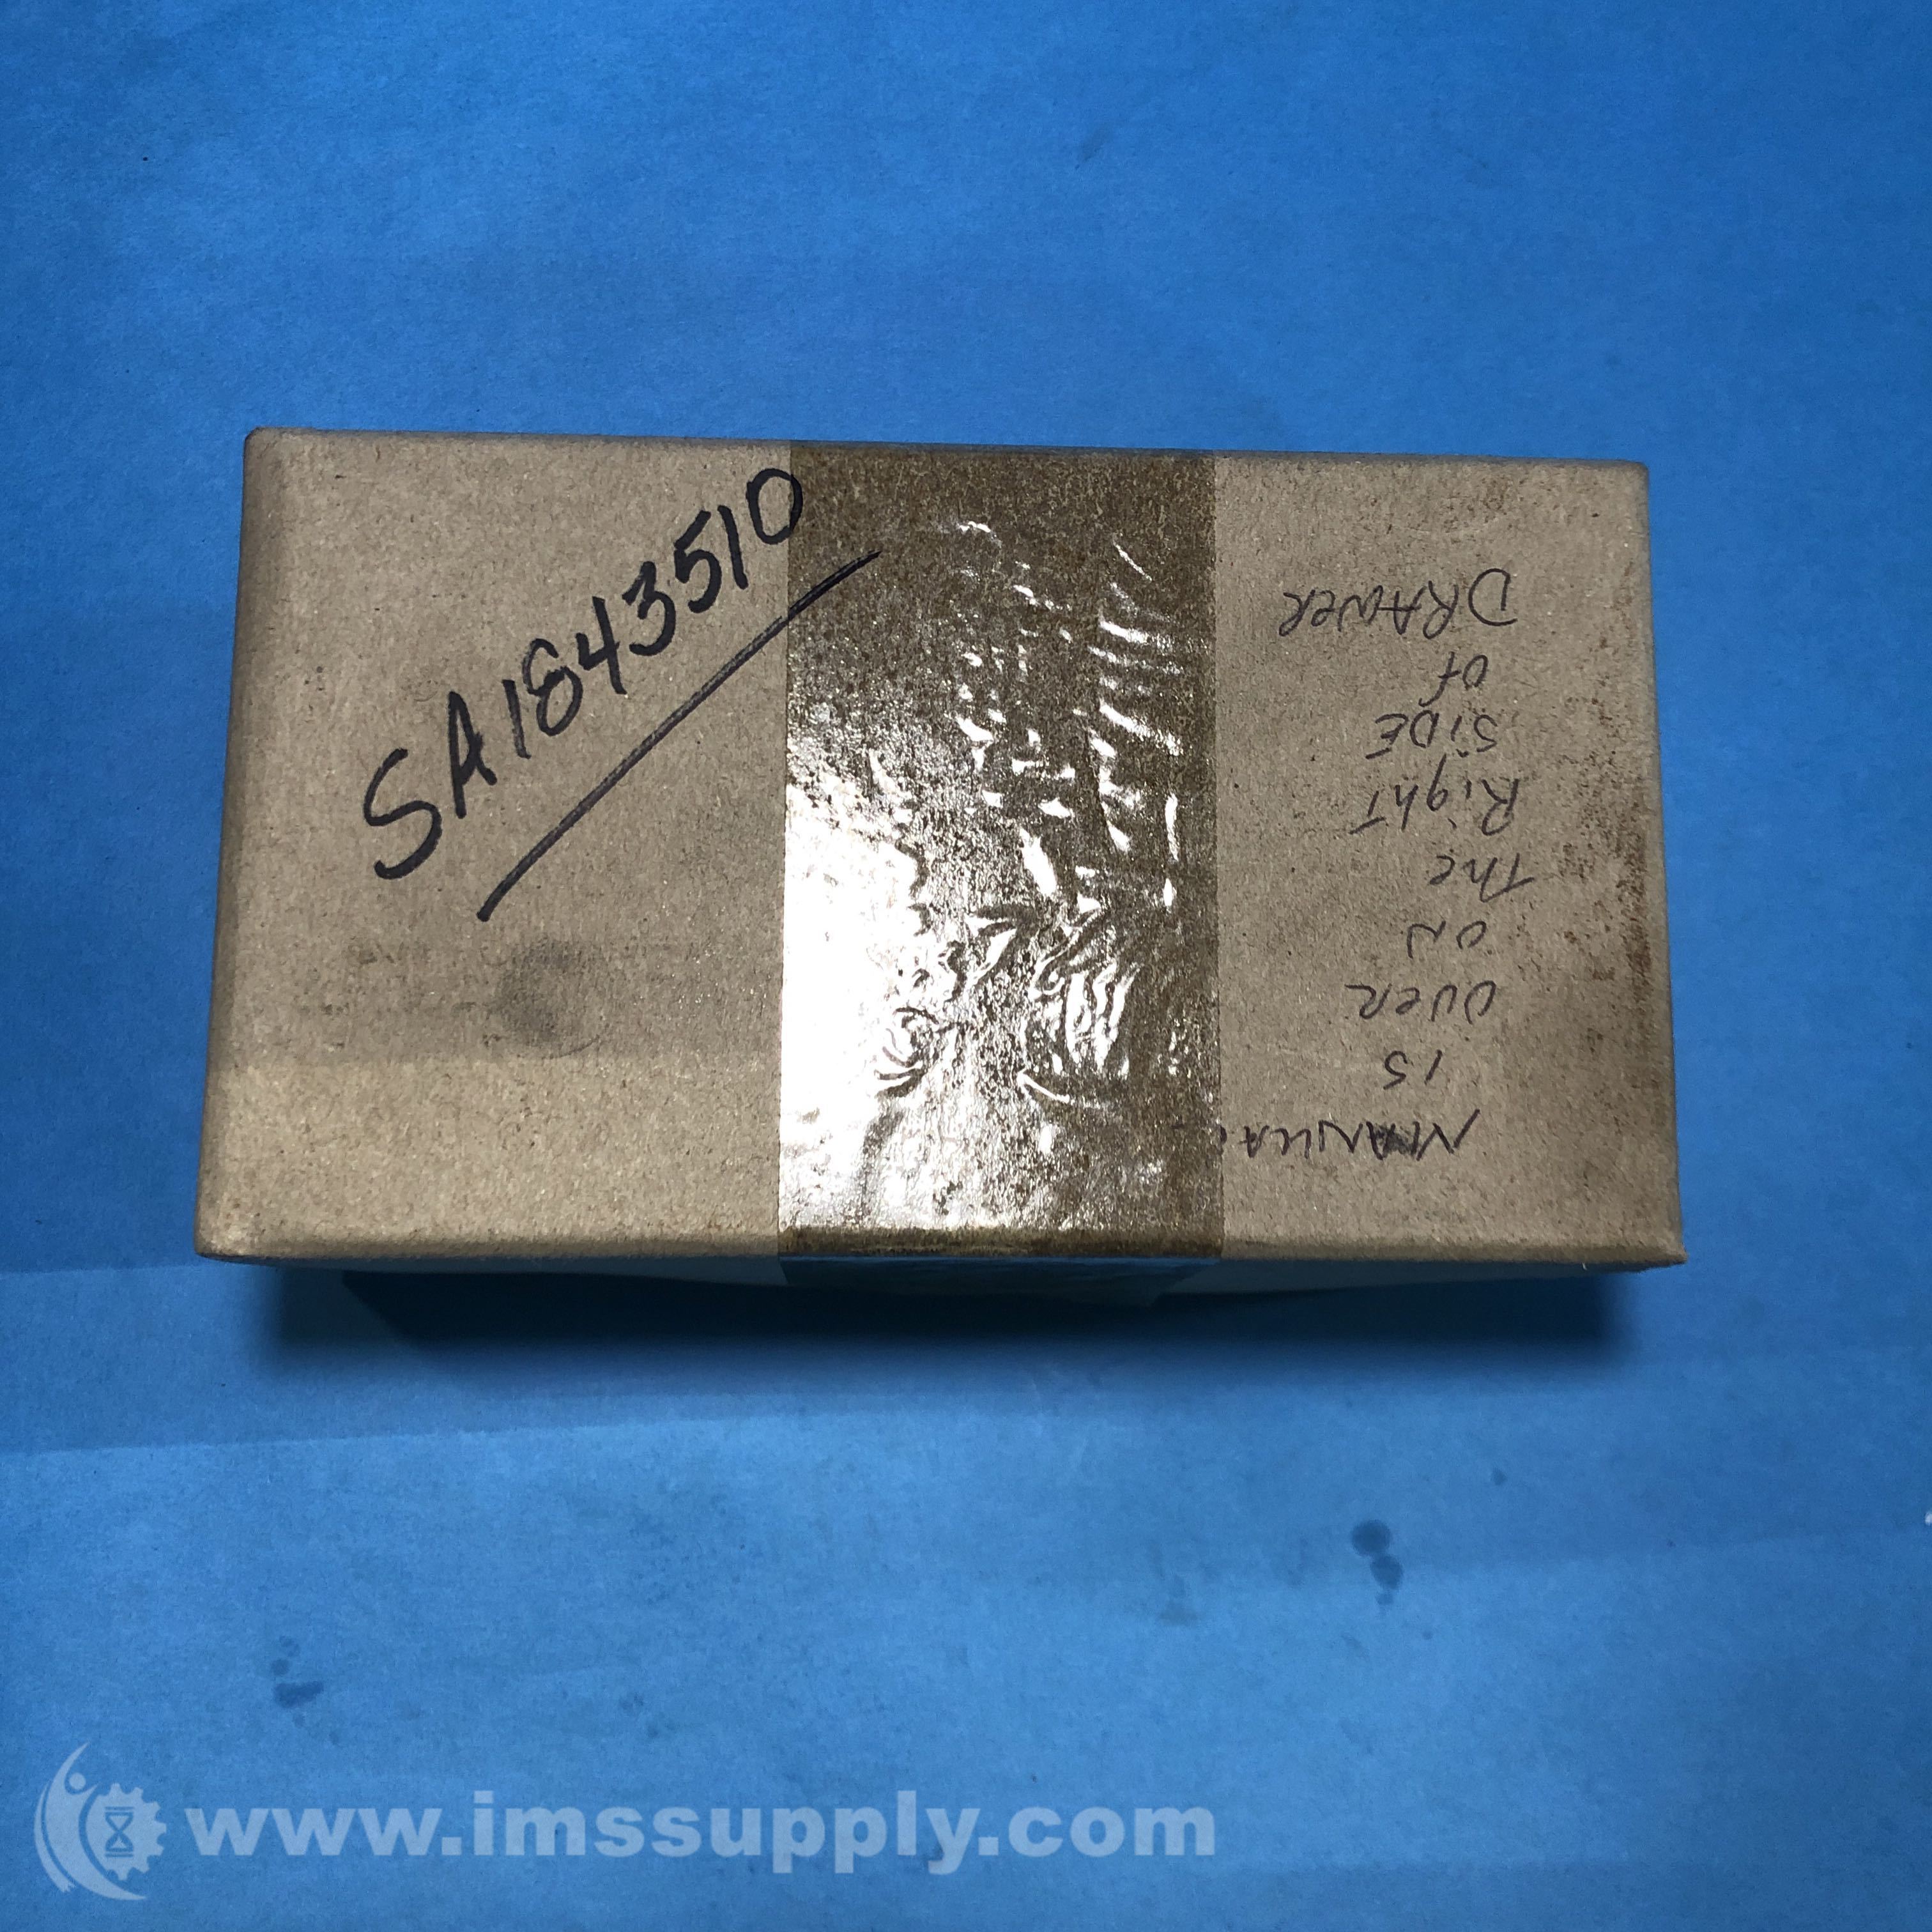 SA1843510
MANUA
IS
OVER
ON
The
RighT
SiDE
of
DRAWER
www.imssupply.com